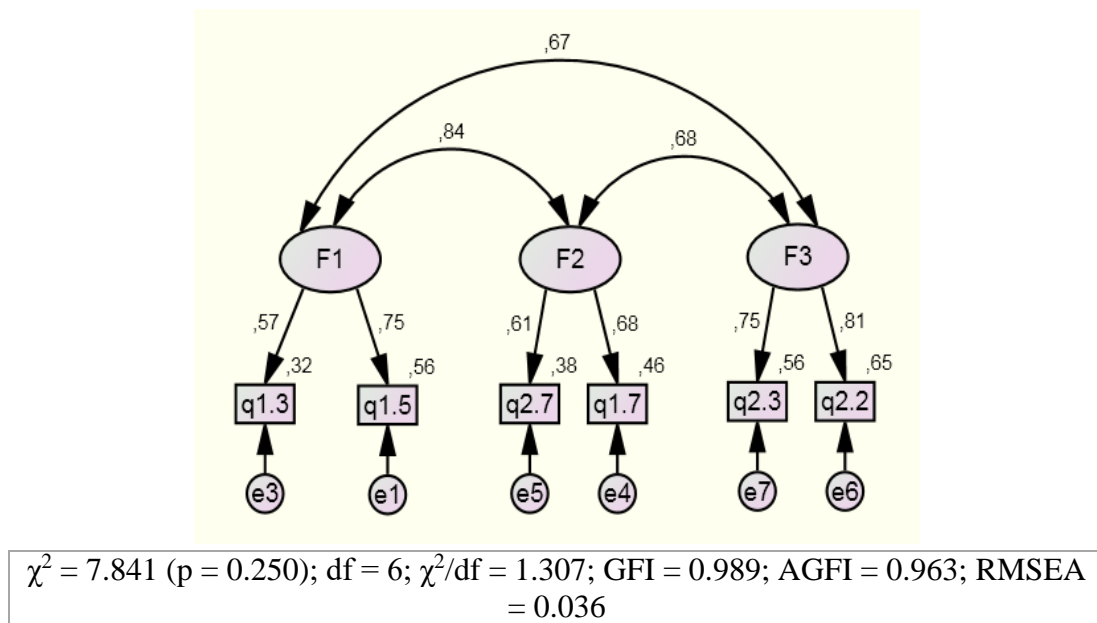 ,67
,84
,68
F1
F2
F3
,57
,75
,61
,68
,75
,81
,32
,56
,38
,46
,56
,65
q1.3
q1.5
q2.7
q1.7
q2.3
q2.2
e3
e1
e5
e4
e7
e6
χ² = 7.841 (p = 0.250); df = 6; χ²/df = 1.307; GFI = 0.989; AGFI = 0.963; RMSEA
= 0.036